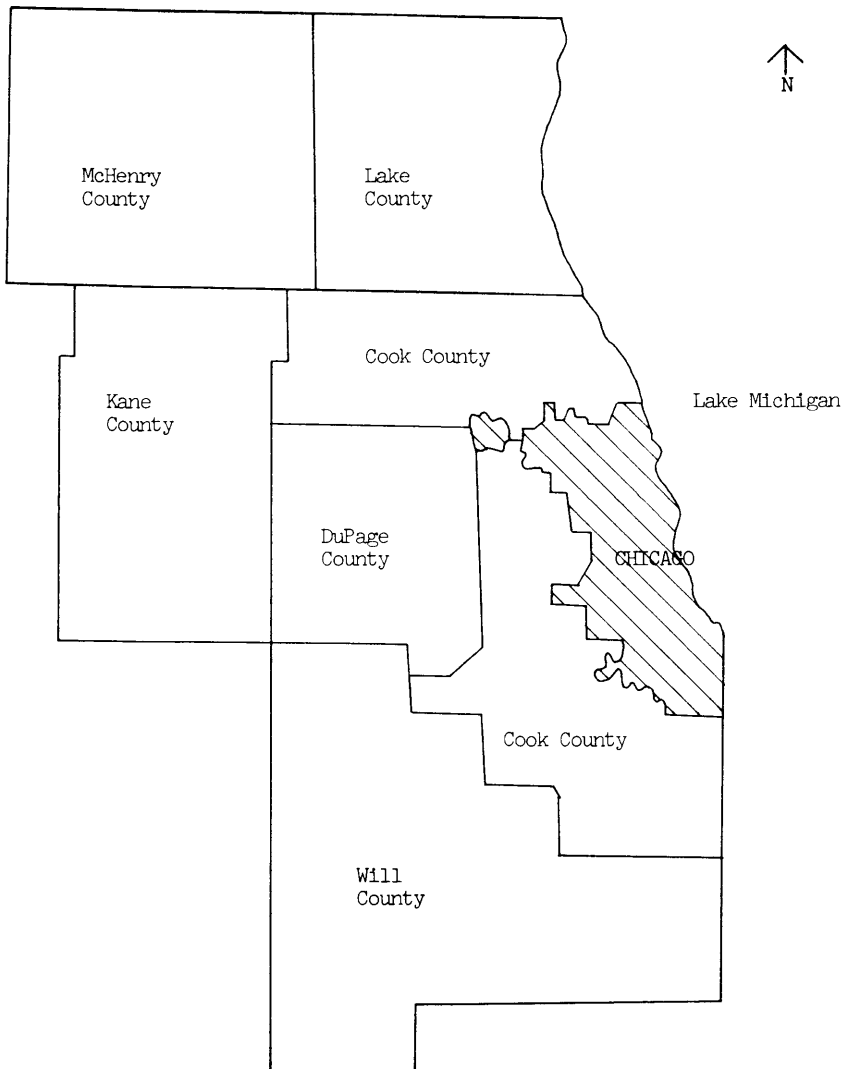 N
McHenry
County
Lake
County
Cook County
Kane
County
Lake Michigan
DuPage
County
CHICAGO
Cook County
Will
County